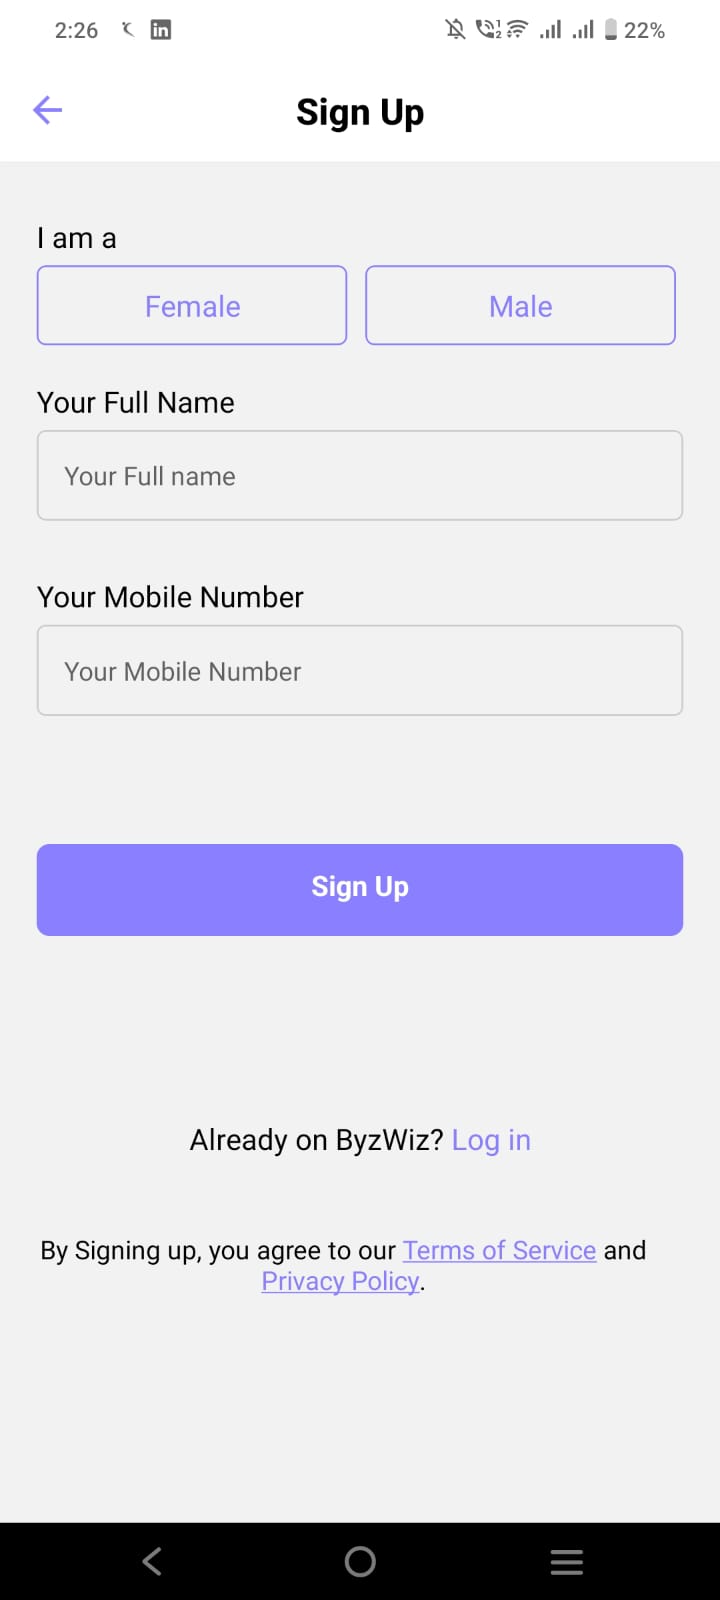 2:26 in 22%
Sign Up
I am a
Female Male
Your Full Name
Your Full name
Your Mobile Number
Your Mobile Number
Sign Up
Already on ByzWiz? Log in
By Signing up, you agree to our Terms of Service and
Privacy Policy.